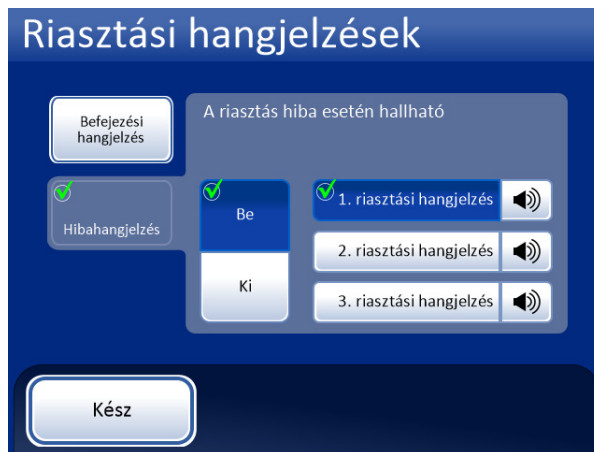 Riasztási hangjelzések
Befejezési
hangjelzés
A riasztás hiba esetén hallható
Hibahangjelzés
Be
Ki
1. riasztási hangjelzés
2. riasztási hangjelzés
3. riasztási hangjelzés
Kész